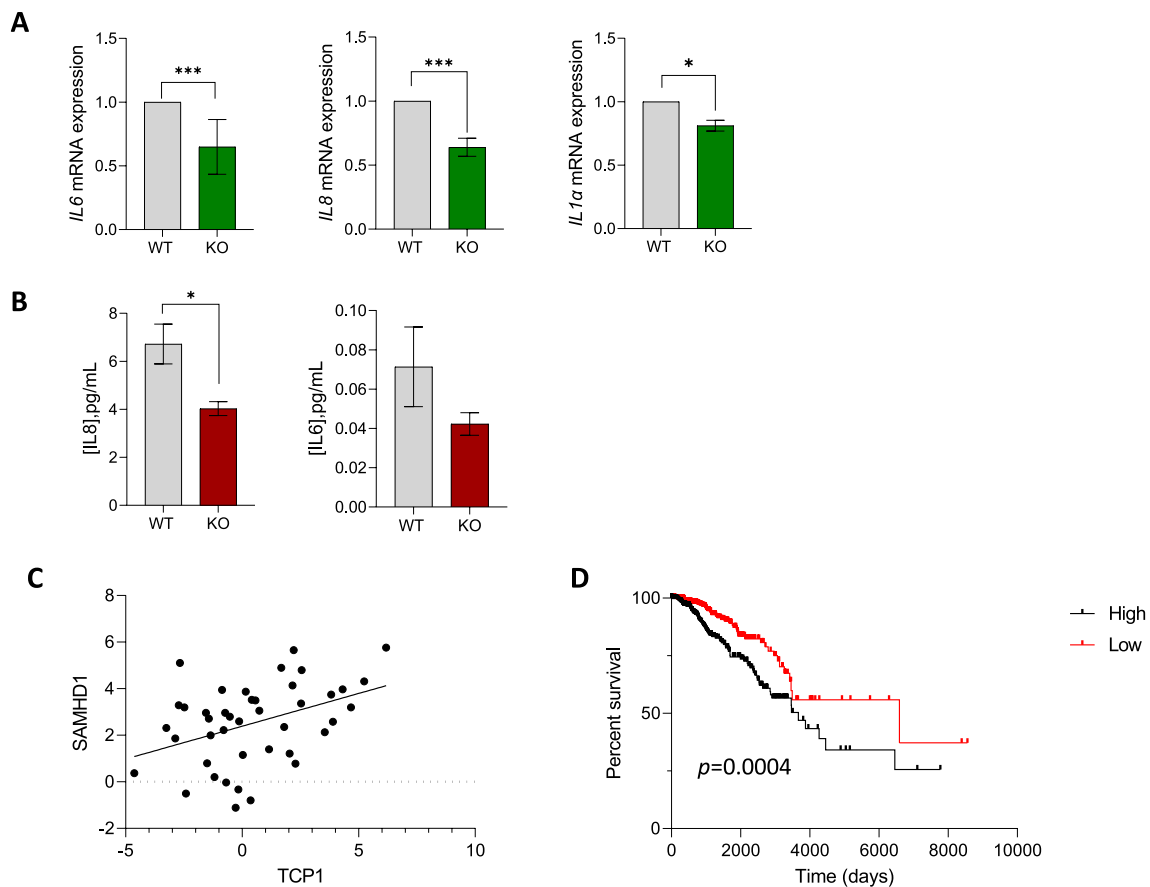 A
IL6 mRNA expression
1.5
1.0
0.5
0.0
***
WT
KO
IL8 mRNA expression
1.5
1.0
0.5
0.0
***
WT
KO
IL1α mRNA expression
1.5
1.0
0.5
0.0
*
WT
KO
B
[IL8],pg/mL
8
6
4
2
0
*
WT
KO
[IL6],pg/mL
0.10
0.08
0.06
0.04
0.02
0.00
WT
KO
C
SAMHD1
8
6
4
2
0
-2
-5
0
5
10
TCP1
D
Percent survival
100
50
0
p=0.0004
0
2000
4000
6000
8000
10000
Time (days)
High
Low